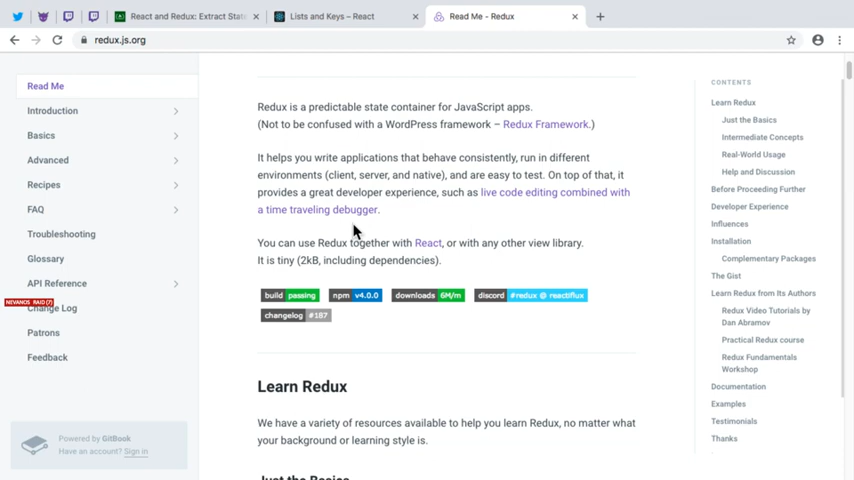 React and Redux: Extract Stat
Lists and Keys – React
Read Me - Redux
redux.js.org
Read Me
Introduction
Basics
Advanced
Recipes
FAQ
Troubleshooting
Glossary
API Reference
NEVANOS RAID (7)
Change Log
Patrons
Feedback
Powered by GitBook
Have an account? Sign in
Redux is a predictable state container for JavaScript apps.
(Not to be confused with a WordPress framework – Redux Framework.)
It helps you write applications that behave consistently, run in different
environments (client, server, and native), and are easy to test. On top of that, it
provides a great developer experience, such as live code editing combined with
a time traveling debugger.
You can use Redux together with React, or with any other view library.
It is tiny (2kB, including dependencies).
build passing npm v4.0.0 downloads 6M/m discord #redux @ reactiflux
changelog #187
Learn Redux
We have a variety of resources available to help you learn Redux, no matter what
your background or learning style is.
Just the Basics
CONTENTS
Learn Redux
Just the Basics
Intermediate Concepts
Real-World Usage
Help and Discussion
Before Proceeding Further
Developer Experience
Influences
Installation
Complementary Packages
The Gist
Learn Redux from Its Authors
Redux Video Tutorials by
Dan Abramov
Practical Redux course
Redux Fundamentals
Workshop
Documentation
Examples
Testimonials
Thanks